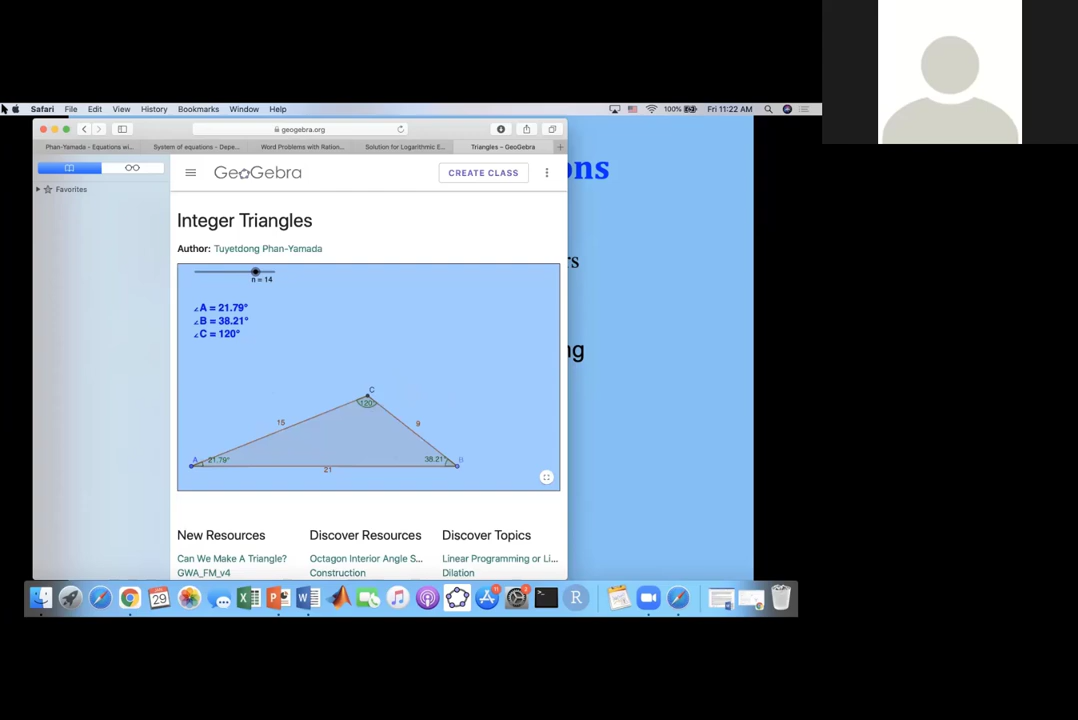 Safari File Edit View History Bookmarks Window Help
100% Fri 11:22 AM
geogebra.org
Phan-Yamada - Equations wi...
System of equations - Depe...
Word Problems with Ration...
Solution for Logarithmic E...
Triangles – GeoGebra
Favorites
GeoGebra
CREATE CLASS
ons
Integer Triangles
Author: Tuyetdong Phan-Yamada
rs
n = 14
∠A = 21.79°
∠B = 38.21°
∠C = 120°
ng
C
120°
15
9
A
21.79°
38.21°
B
21
New Resources
Can We Make A Triangle?
GWA_FM_v4
Discover Resources
Octagon Interior Angle S...
Construction
Discover Topics
Linear Programming or Li...
Dilation